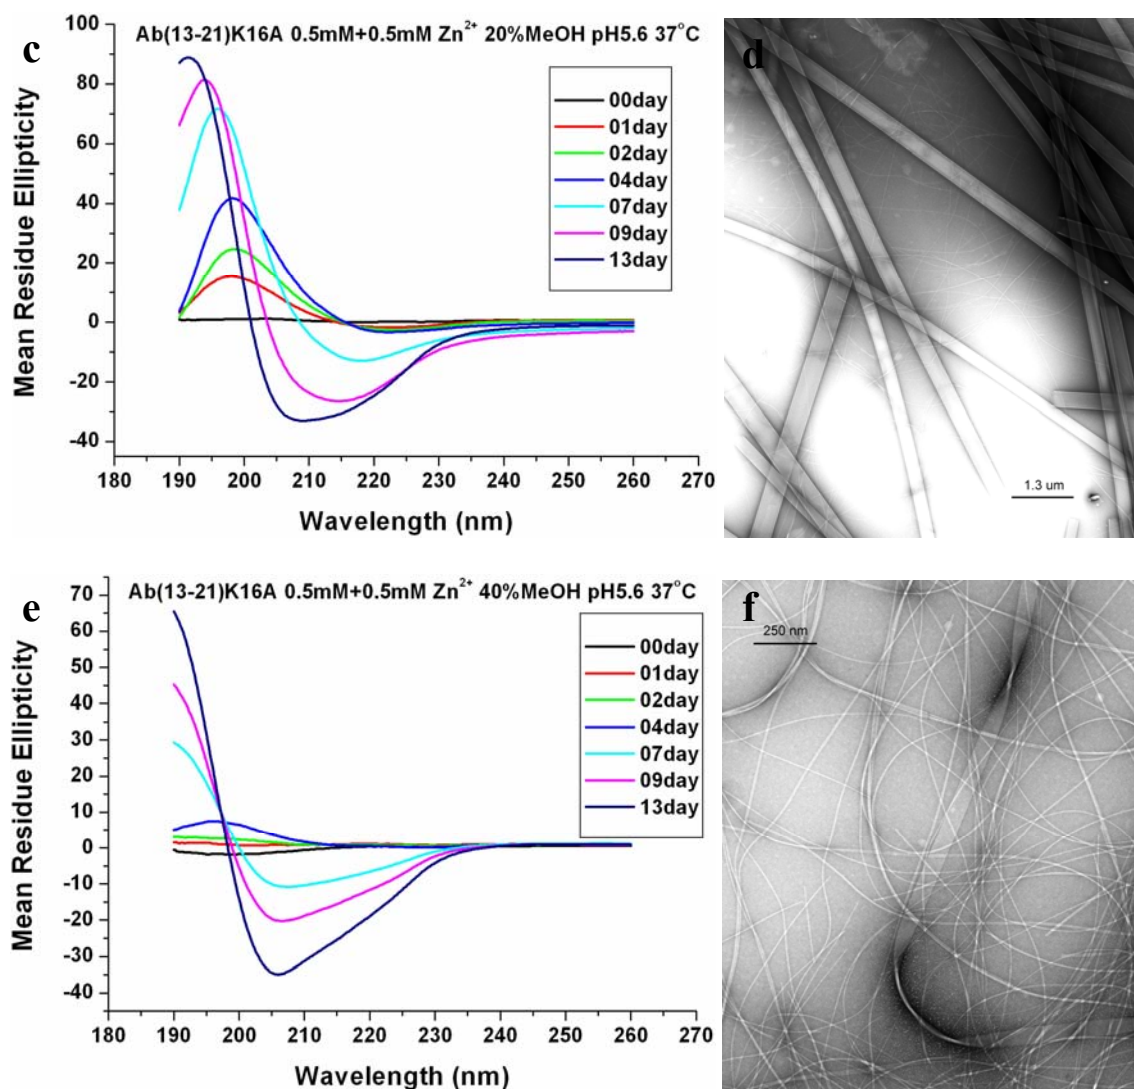 c
Ab(13-21)K16A 0.5mM+0.5mM Zn2+ 20%MeOH pH5.6 37oC
100
80
60
40
20
0
-20
-40
Mean Residue Ellipticity
00day
01day
02day
04day
07day
09day
13day
180 190 200 210 220 230 240 250 260 270
Wavelength (nm)
d
1.3 um
e
Ab(13-21)K16A 0.5mM+0.5mM Zn2+ 40%MeOH pH5.6 37oC
70
60
50
40
30
20
10
0
-10
-20
-30
-40
Mean Residue Ellipticity
00day
01day
02day
04day
07day
09day
13day
180 190 200 210 220 230 240 250 260 270
Wavelength (nm)
f
250 nm